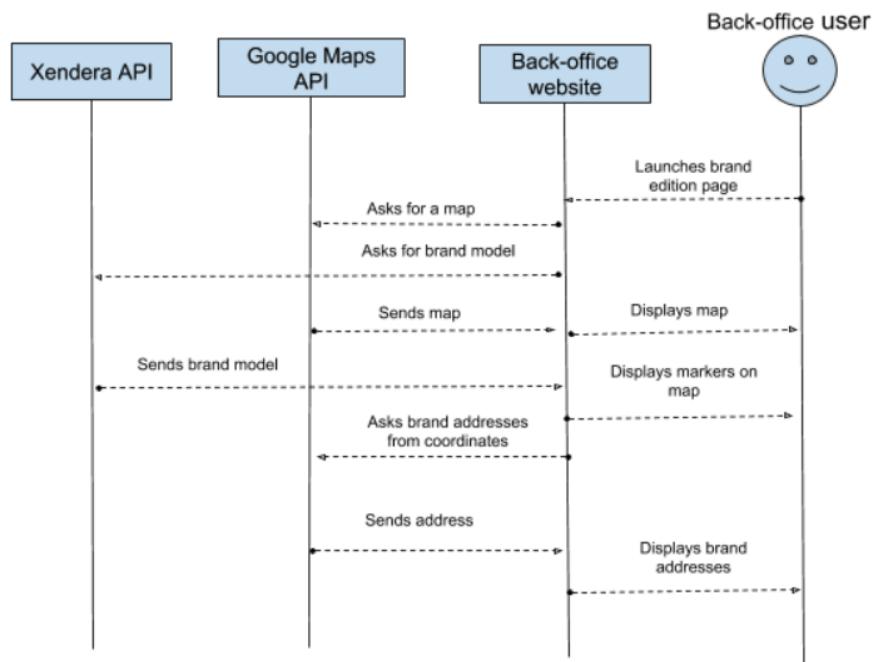 Back-office user
Xendera API
Google Maps
API
Back-office
website
Launches brand
edition page
Asks for a map
Asks for brand model
Sends map
Displays map
Sends brand model
Displays markers on
map
Asks brand addresses
from coordinates
Sends address
Displays brand
addresses